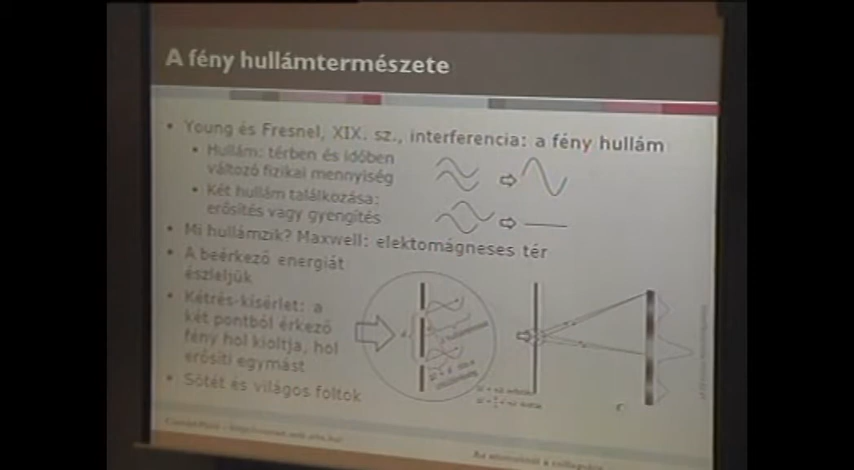 A fény hullámtermészete
Young és Fresnel, XIX. sz., interferencia: a fény hullám
Hullám: térben és időben
változó fizikai mennyiség
Két hullám találkozása:
erősítés vagy gyengítés
Mi hullámzik? Maxwell: elektomágneses tér
A beérkező energiát
észleljük
Kétrés-kísérlet: a
két pontból érkező
fény hol kioltja, hol
erősíti egymást
Sötét és világos foltok